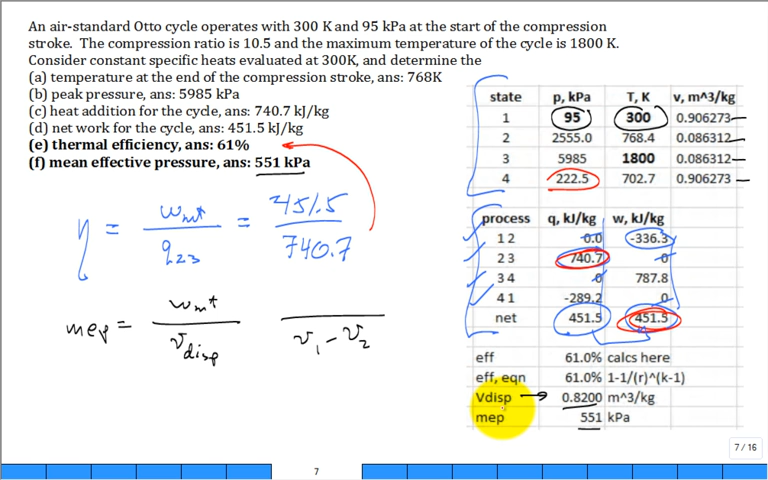 An air-standard Otto cycle operates with 300 K and 95 kPa at the start of the compression
stroke. The compression ratio is 10.5 and the maximum temperature of the cycle is 1800 K.
Consider constant specific heats evaluated at 300K, and determine the
(a) temperature at the end of the compression stroke, ans: 768K
(b) peak pressure, ans: 5985 kPa
(c) heat addition for the cycle, ans: 740.7 kJ/kg
(d) net work for the cycle, ans: 451.5 kJ/kg
(e) thermal efficiency, ans: 61%
(f) mean effective pressure, ans: 551 kPa
η = w_net / q_23 = 451.5 / 740.7
mep = w_net / v_disp
v_1 - v_2
state p, kPa T, K v, m^3/kg
1 95 300 0.906273
2 2555.0 768.4 0.086312
3 5985 1800 0.086312
4 222.5 702.7 0.906273
process q, kJ/kg w, kJ/kg
1 2 0.0 -336.3
2 3 740.7 0
3 4 0 787.8
4 1 -289.2 0
net 451.5 451.5
eff 61.0% calcs here
eff, eqn 61.0% 1-1/(r)^(k-1)
Vdisp 0.8200 m^3/kg
mep 551 kPa
7 / 16
7